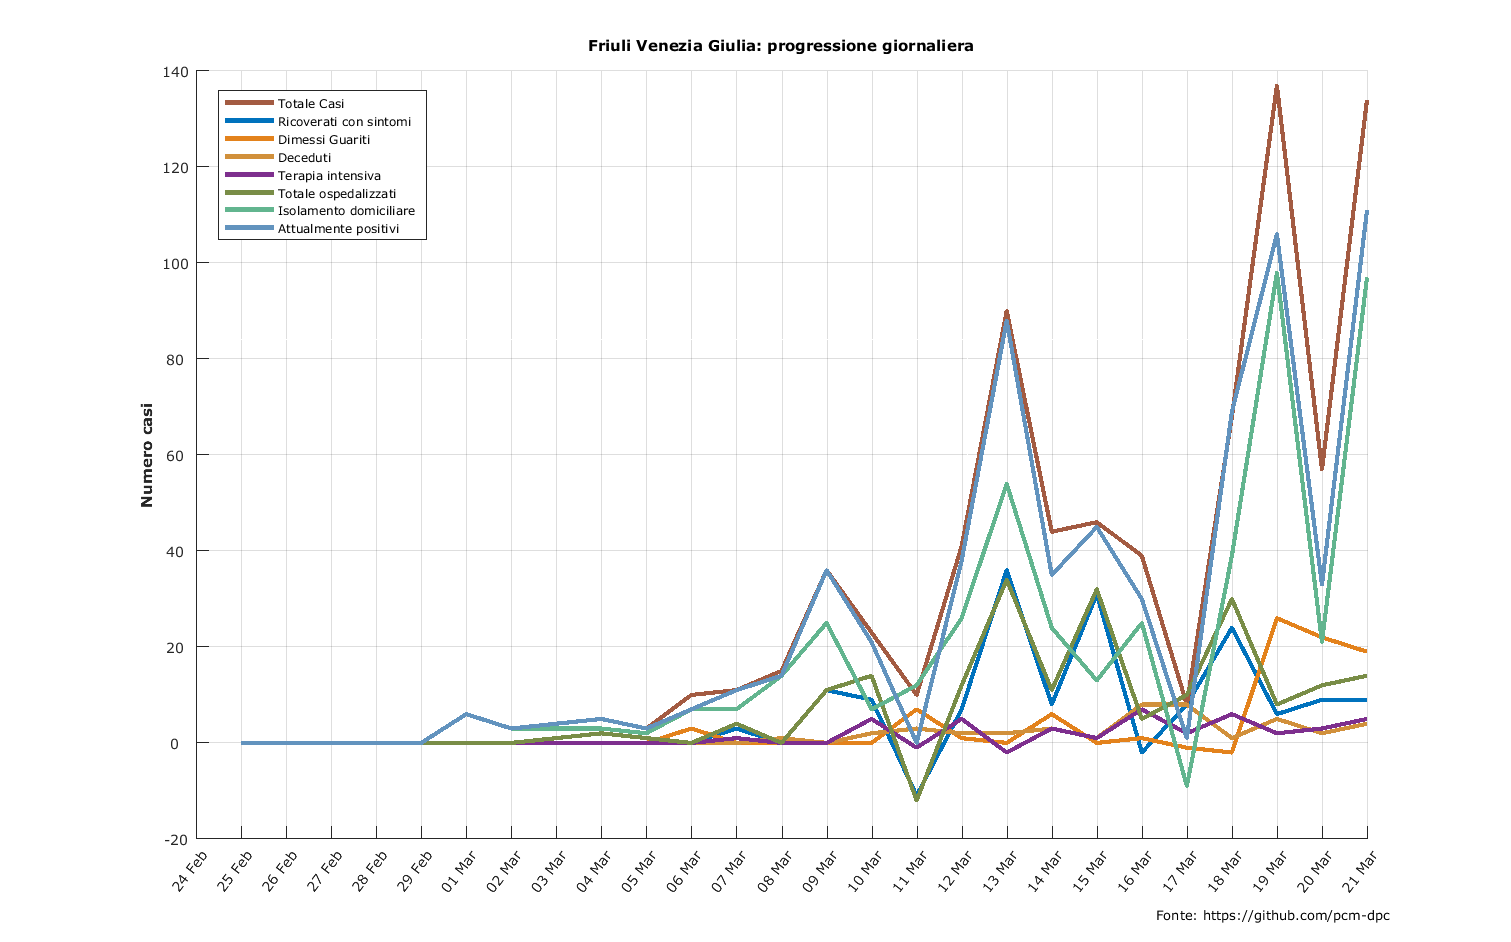 Friuli Venezia Giulia: progressione giornaliera
140
120
100
80
60
40
20
0
-20
Numero casi
Totale Casi
Ricoverati con sintomi
Dimessi Guariti
Deceduti
Terapia intensiva
Totale ospedalizzati
Isolamento domiciliare
Attualmente positivi
24 Feb
25 Feb
26 Feb
27 Feb
28 Feb
29 Feb
01 Mar
02 Mar
03 Mar
04 Mar
05 Mar
06 Mar
07 Mar
08 Mar
09 Mar
10 Mar
11 Mar
12 Mar
13 Mar
14 Mar
15 Mar
16 Mar
17 Mar
18 Mar
19 Mar
20 Mar
21 Mar
Fonte: https://github.com/pcm-dpc